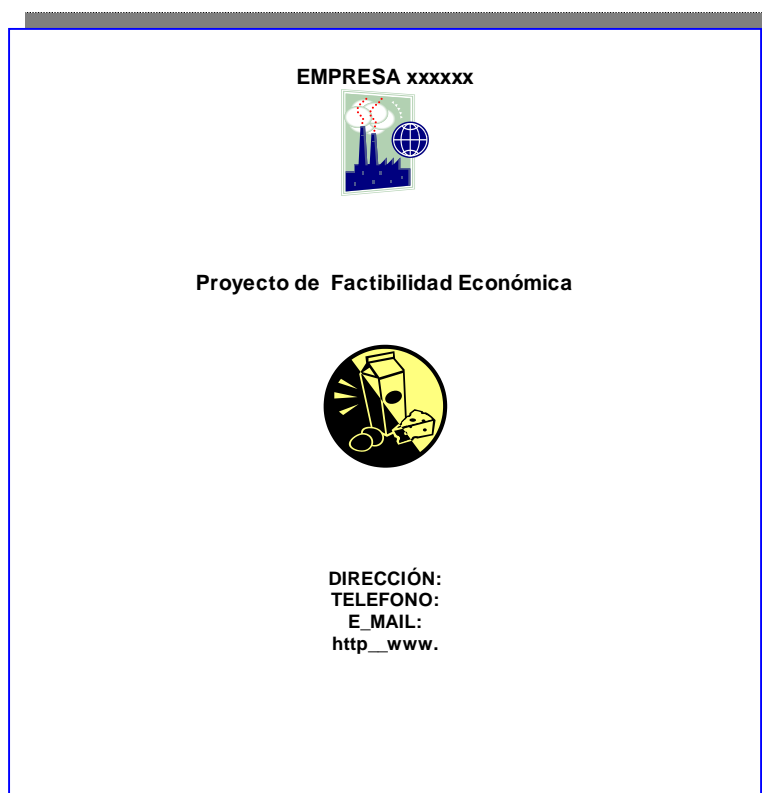 EMPRESA xxxxxx
Proyecto de Factibilidad Económica
DIRECCIÓN:
TELEFONO:
E_MAIL:
http__www.